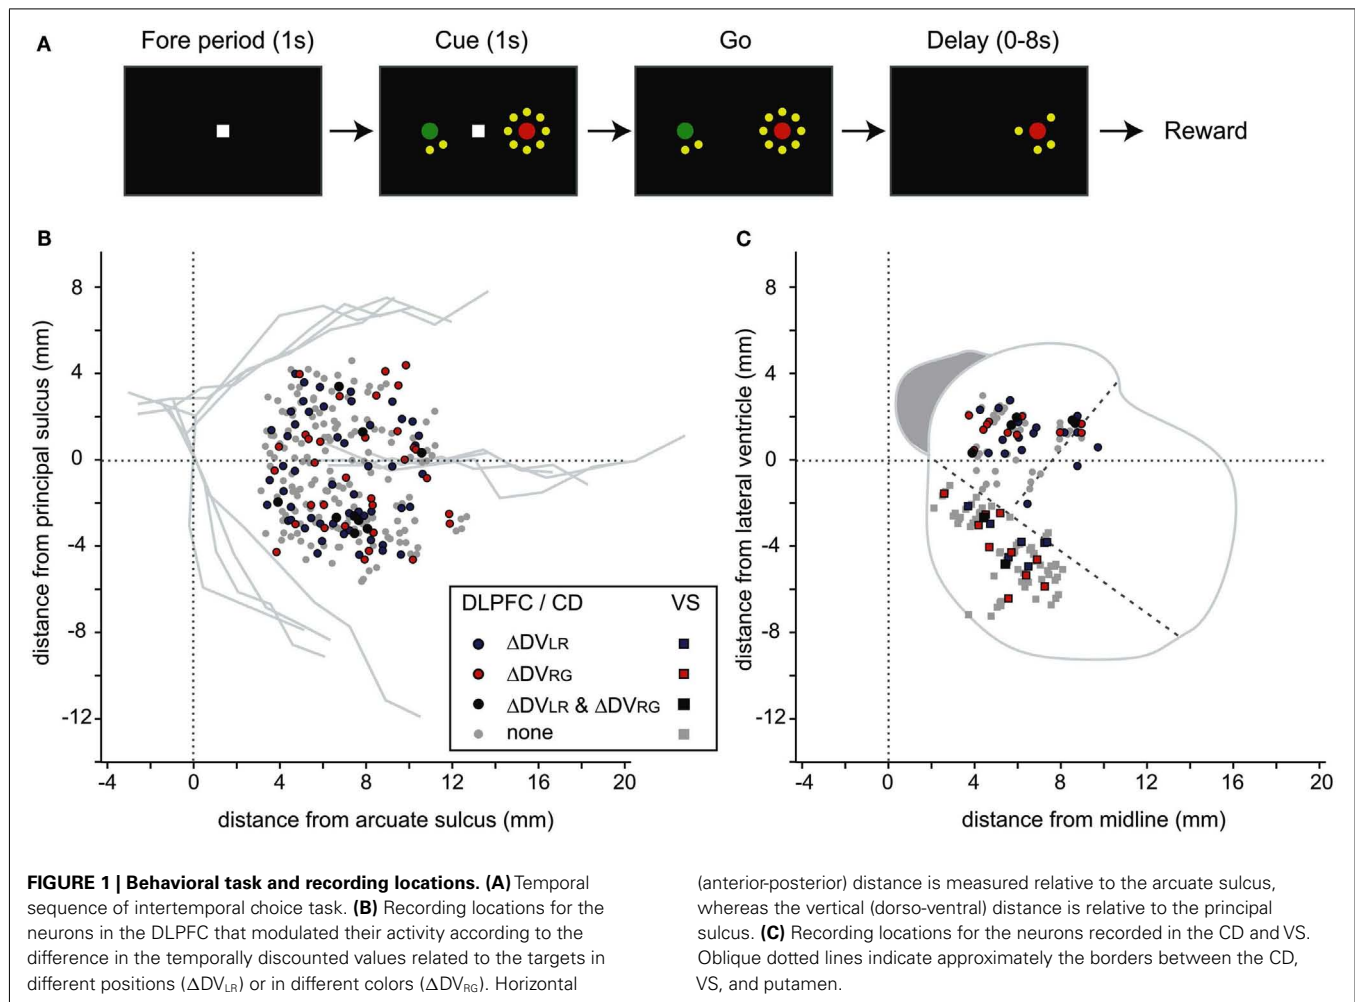 A
Fore period (1s)
Cue (1s)
Go
Delay (0-8s)
Reward
B
distance from principal sulcus (mm)
8
4
0
-4
-8
-12
-4
0
4
8
12
16
20
distance from arcuate sulcus (mm)
DLPFC / CD VS
ΔDVLR
ΔDVRG
ΔDVLR & ΔDVRG
none
C
distance from lateral ventricle (mm)
8
4
0
-4
-8
-12
-4
0
4
8
12
16
20
distance from midline (mm)
FIGURE 1 | Behavioral task and recording locations. (A) Temporal
sequence of intertemporal choice task. (B) Recording locations for the
neurons in the DLPFC that modulated their activity according to the
difference in the temporally discounted values related to the targets in
different positions (ΔDVLR) or in different colors (ΔDVRG). Horizontal
(anterior-posterior) distance is measured relative to the arcuate sulcus,
whereas the vertical (dorso-ventral) distance is relative to the principal
sulcus. (C) Recording locations for the neurons recorded in the CD and VS.
Oblique dotted lines indicate approximately the borders between the CD,
VS, and putamen.